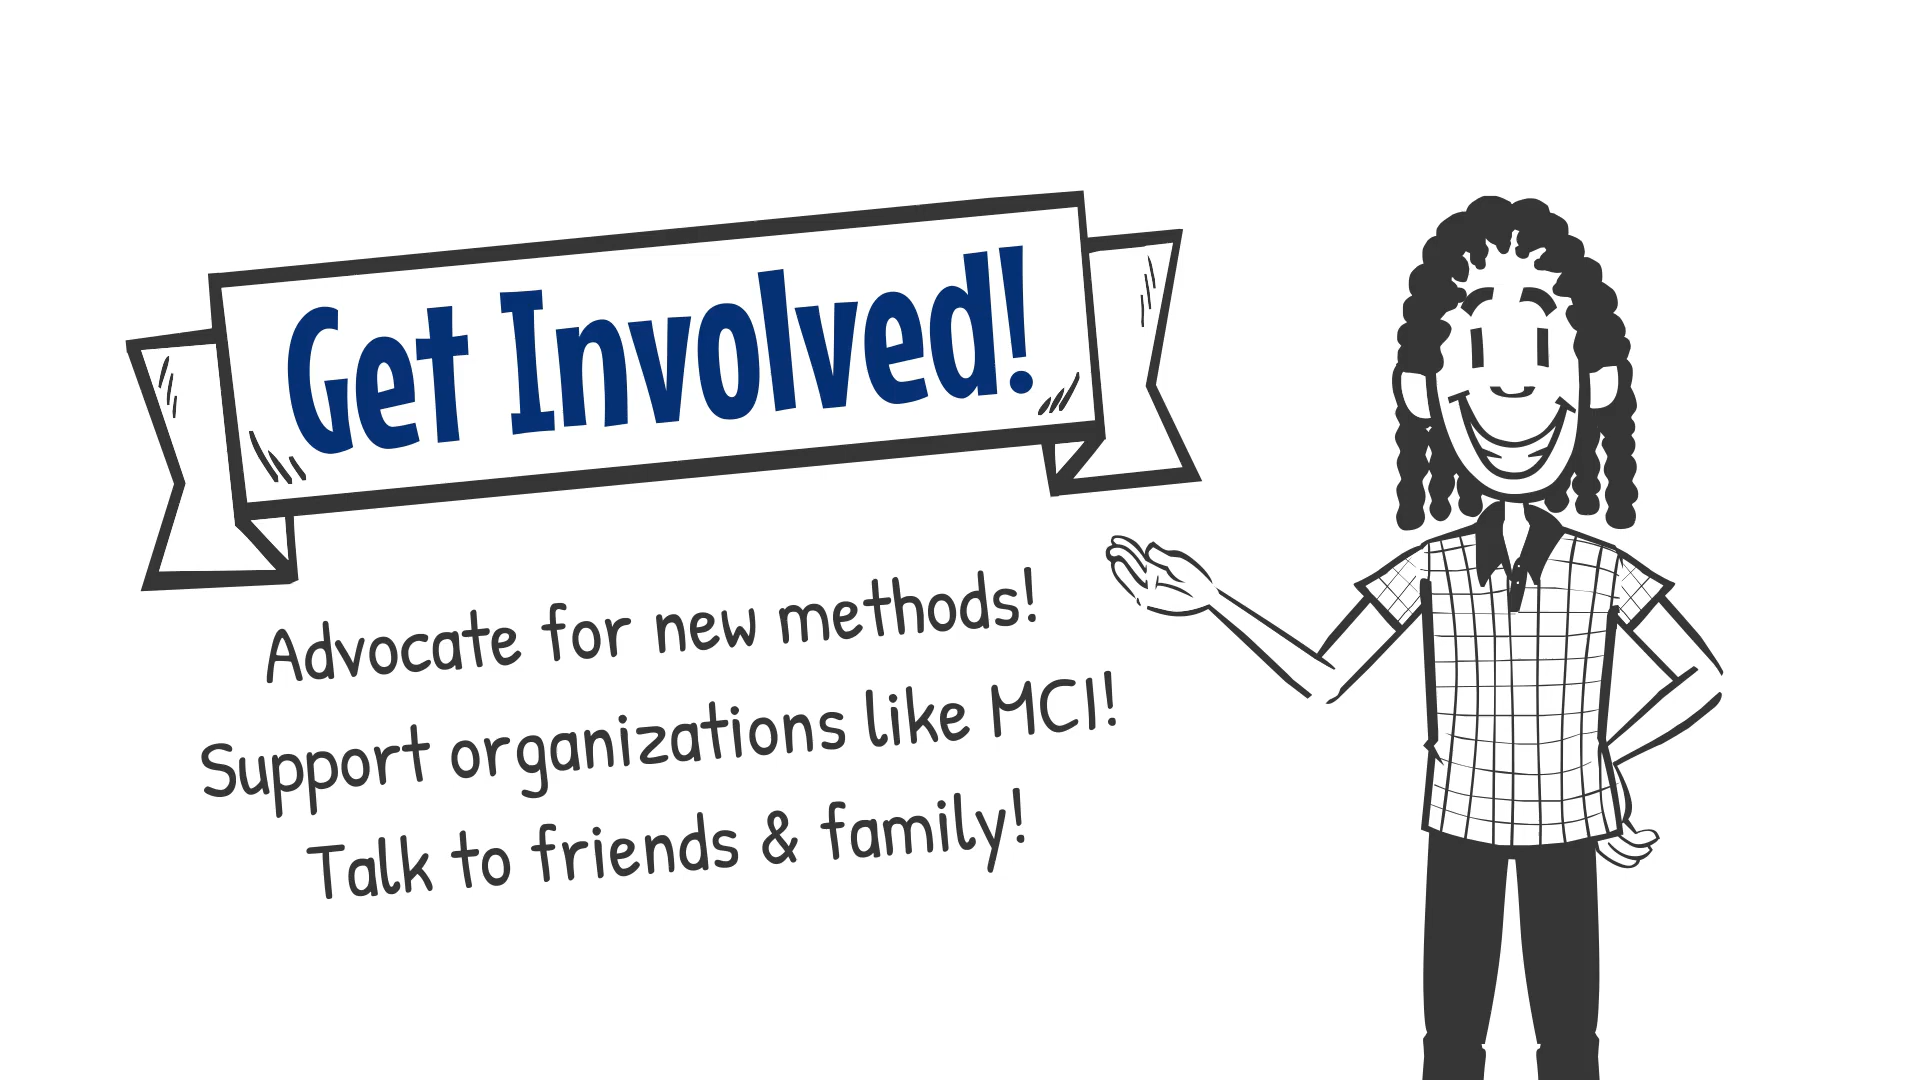 Get Involved!
Advocate for new methods!
Support organizations like MCI!
Talk to friends & family!